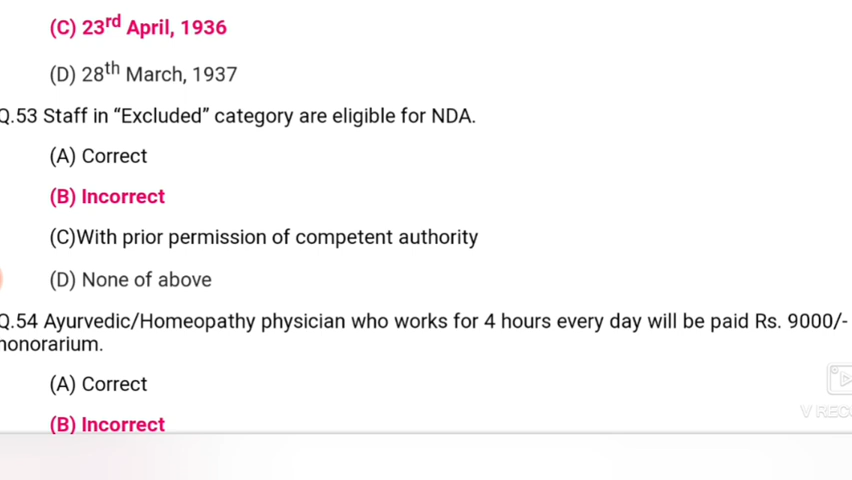 (C) 23rd April, 1936
(D) 28th March, 1937
Q.53 Staff in “Excluded” category are eligible for NDA.
(A) Correct
(B) Incorrect
(C)With prior permission of competent authority
(D) None of above
Q.54 Ayurvedic/Homeopathy physician who works for 4 hours every day will be paid Rs. 9000/-
honorarium.
(A) Correct
(B) Incorrect